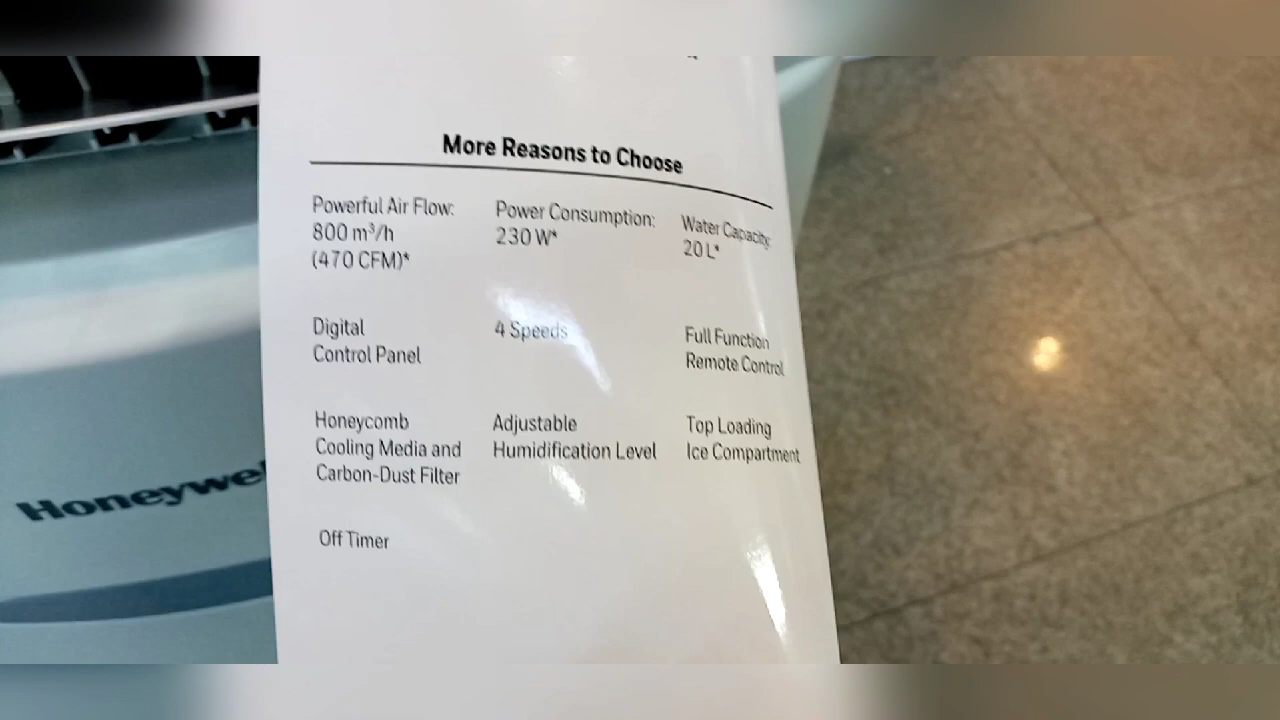 More Reasons to Choose
Powerful Air Flow:
800 m³/h
(470 CFM)*
Power Consumption:
230 W*
Water Capacity:
20 L*
Digital
Control Panel
4 Speeds
Full Function
Remote Control
Honeycomb
Cooling Media and
Carbon-Dust Filter
Adjustable
Humidification Level
Top Loading
Ice Compartment
Off Timer
Honeywel